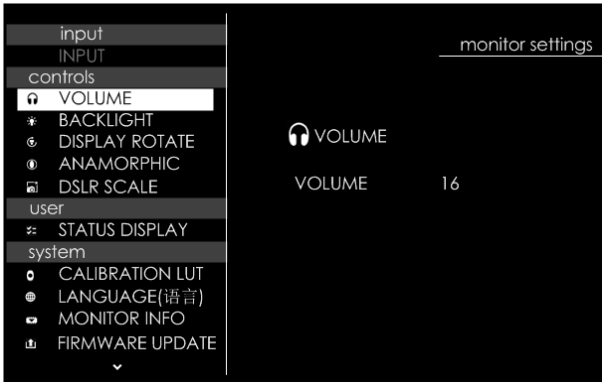 input
INPUT
controls
VOLUME
BACKLIGHT
DISPLAY ROTATE
ANAMORPHIC
DSLR SCALE
user
STATUS DISPLAY
system
CALIBRATION LUT
LANGUAGE(语言)
MONITOR INFO
FIRMWARE UPDATE
monitor settings
VOLUME
VOLUME 16